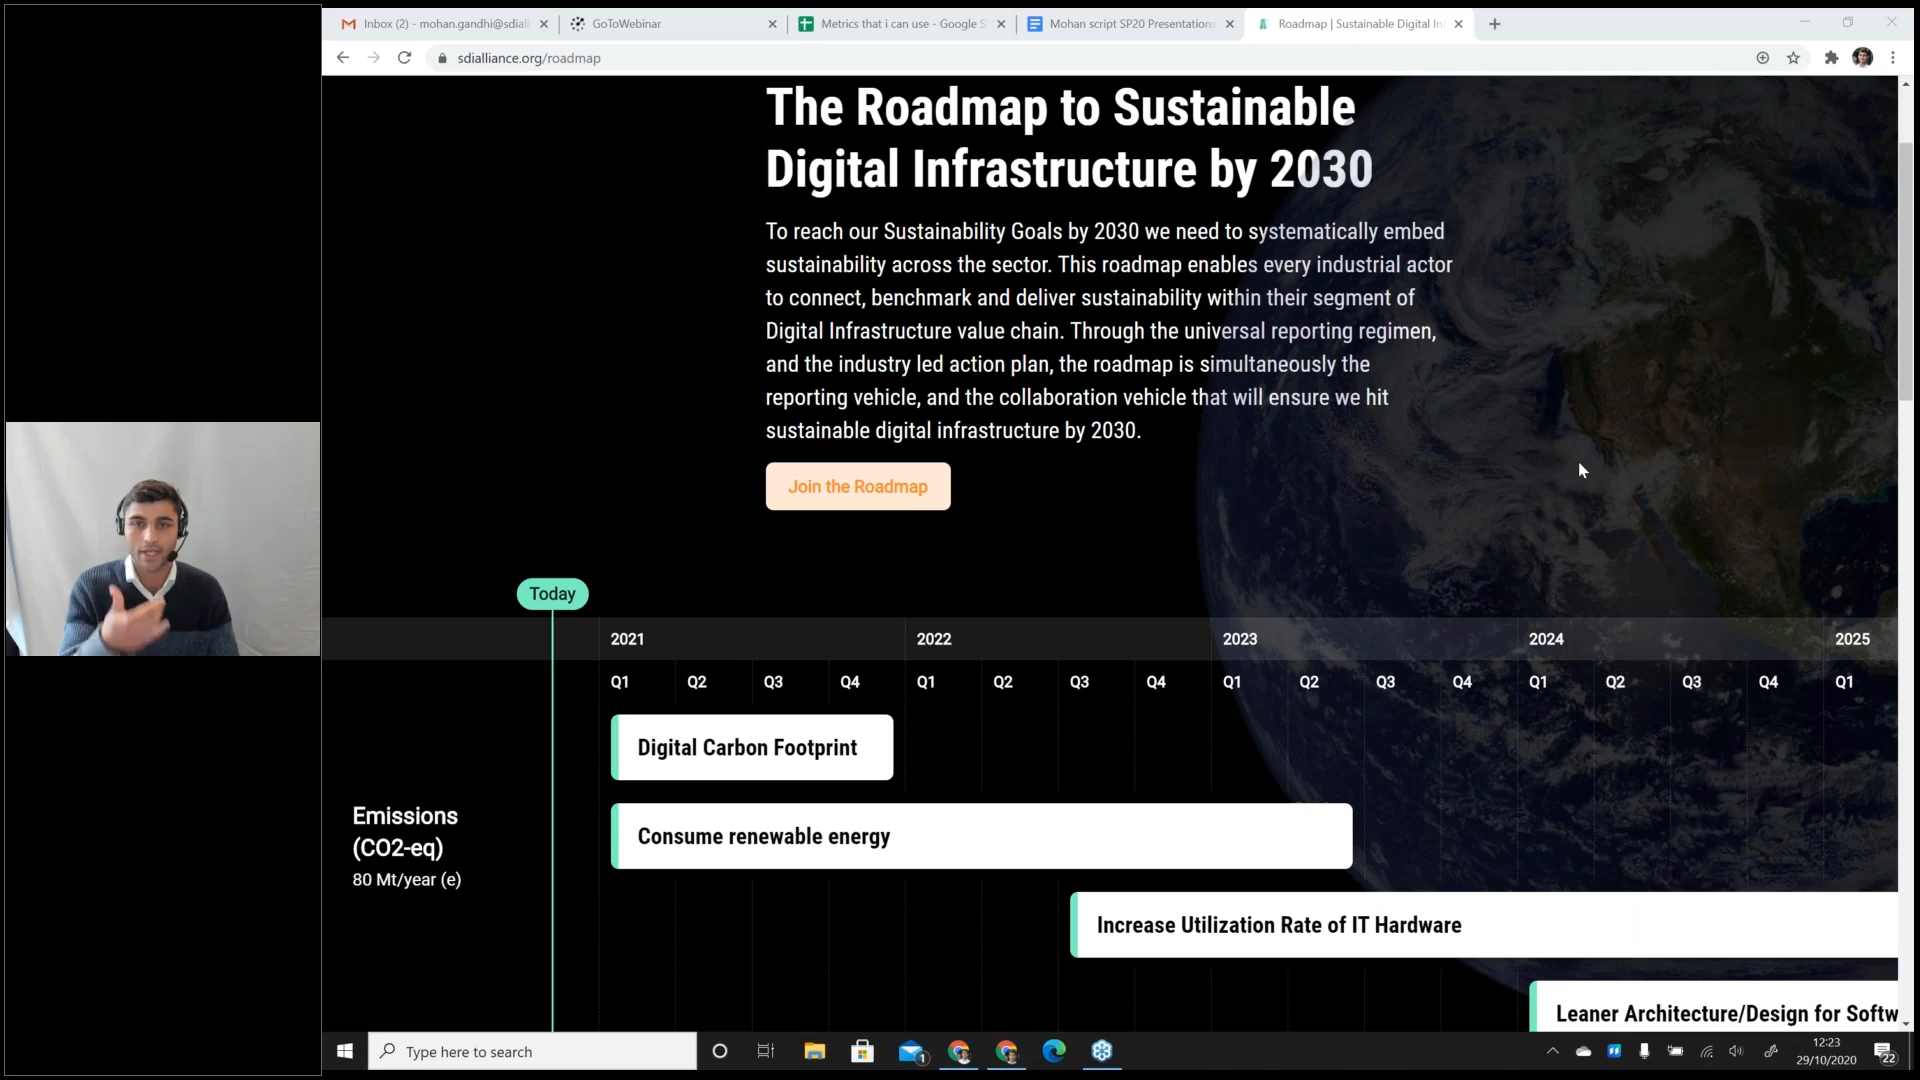 Inbox (2) - mohan.gandhi@sdial
GoToWebinar
Metrics that i can use - Google S
Mohan script SP20 Presentations
Roadmap | Sustainable Digital In
sdialliance.org/roadmap
The Roadmap to Sustainable
Digital Infrastructure by 2030
To reach our Sustainability Goals by 2030 we need to systematically embed
sustainability across the sector. This roadmap enables every industrial actor
to connect, benchmark and deliver sustainability within their segment of
Digital Infrastructure value chain. Through the universal reporting regimen,
and the industry led action plan, the roadmap is simultaneously the
reporting vehicle, and the collaboration vehicle that will ensure we hit
sustainable digital infrastructure by 2030.
Join the Roadmap
Today
2021 2022 2023 2024 2025
Q1 Q2 Q3 Q4 Q1 Q2 Q3 Q4 Q1 Q2 Q3 Q4 Q1 Q2 Q3 Q4 Q1
Digital Carbon Footprint
Emissions
(CO2-eq)
80 Mt/year (e)
Consume renewable energy
Increase Utilization Rate of IT Hardware
Leaner Architecture/Design for Softw
Type here to search
1
12:23
29/10/2020
22